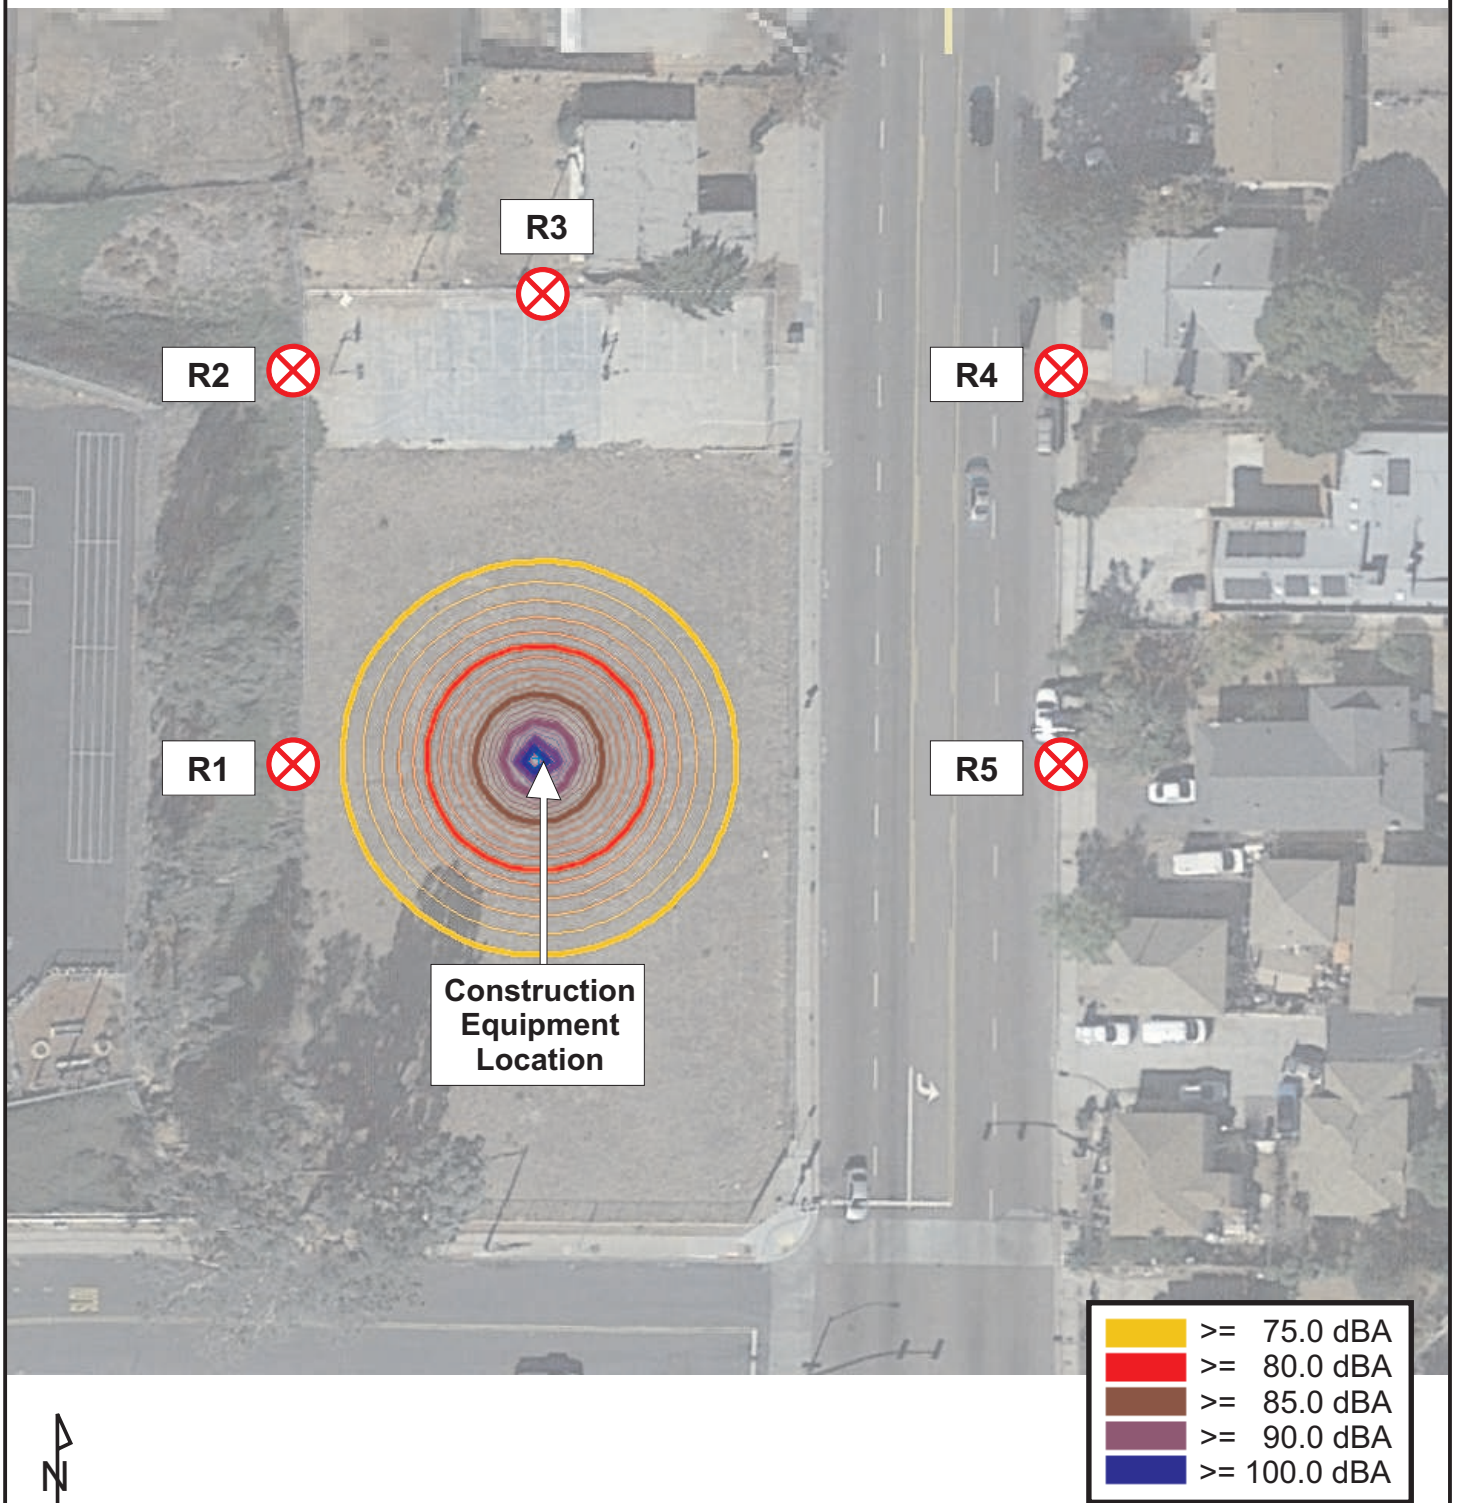 R3
R2
R4
R1
R5
Construction
Equipment
Location
>= 75.0 dBA
>= 80.0 dBA
>= 85.0 dBA
>= 90.0 dBA
>= 100.0 dBA
N